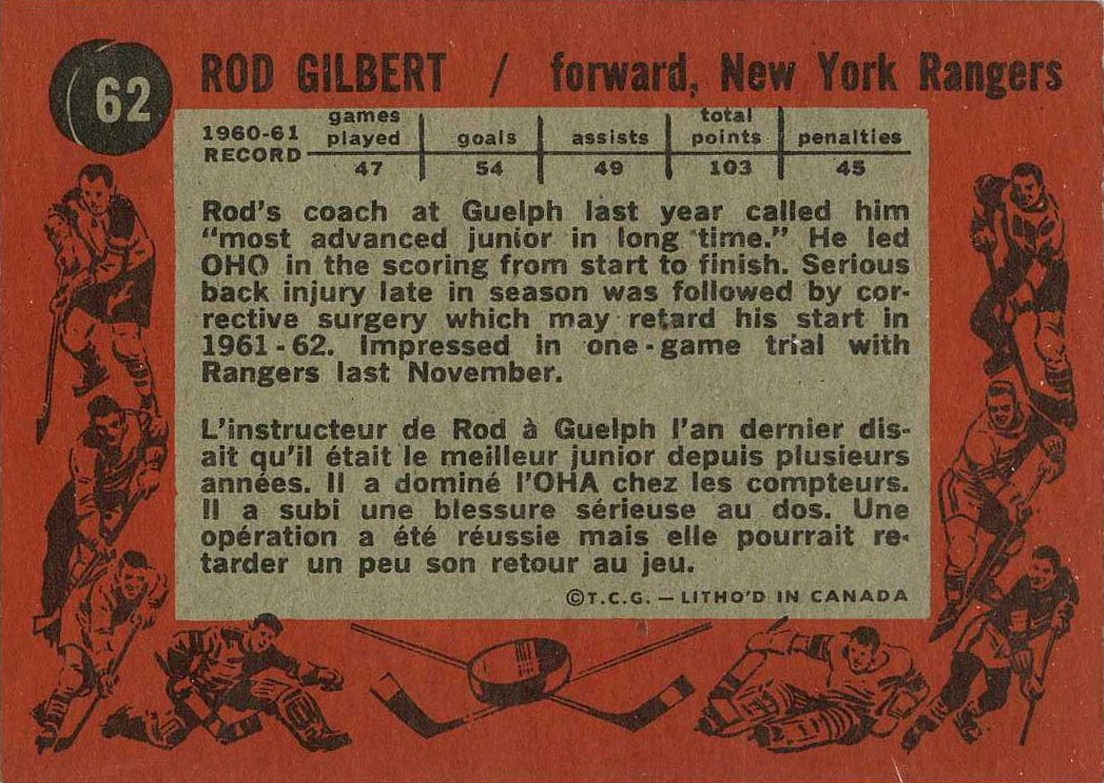 62
ROD GILBERT / forward, New York Rangers
1960-61 RECORD
games played goals assists total points penalties
47 54 49 103 45
Rod's coach at Guelph last year called him
"most advanced junior in long time." He led
OHO in the scoring from start to finish. Serious
back injury late in season was followed by cor-
rective surgery which may retard his start in
1961-62. Impressed in one-game trial with
Rangers last November.
L'instructeur de Rod à Guelph l'an dernier dis-
ait qu'il était le meilleur junior depuis plusieurs
années. Il a dominé l'OHA chez les compteurs.
Il a subi une blessure sérieuse au dos. Une
opération a été réussie mais elle pourrait re-
tarder un peu son retour au jeu.
©T.C.G. — LITHO'D IN CANADA